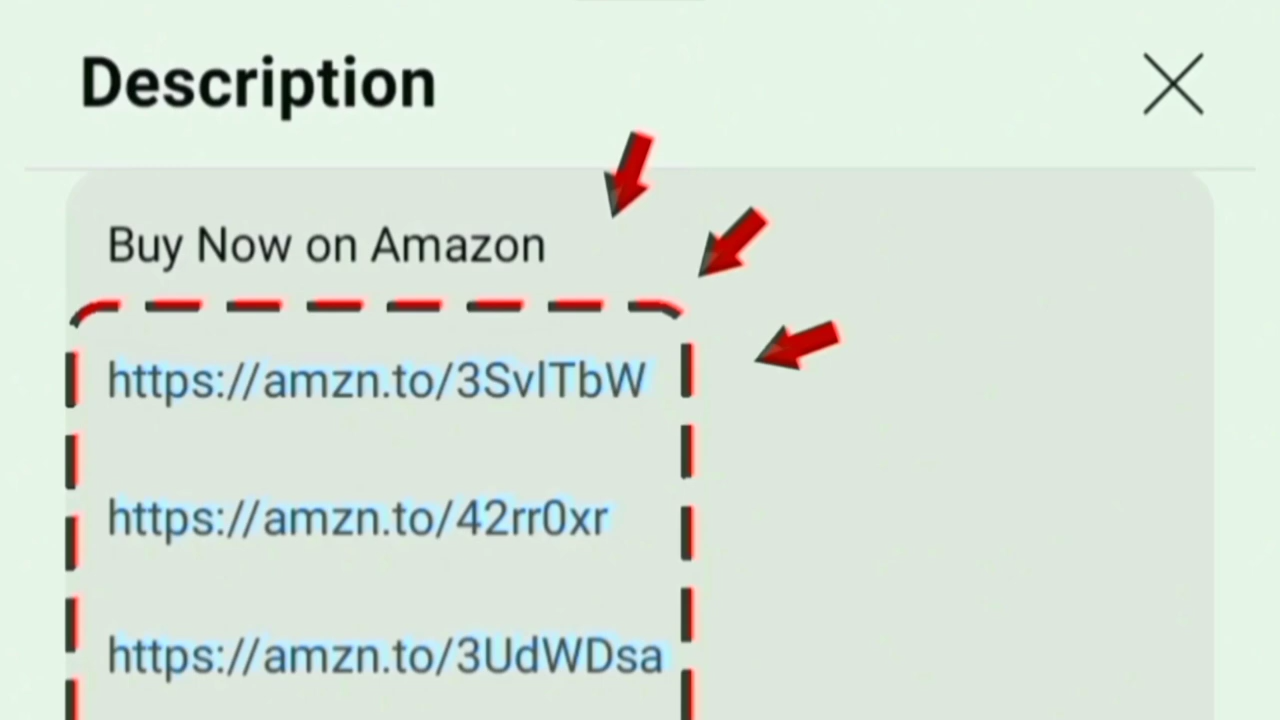 Description
Buy Now on Amazon
https://amzn.to/3SvlTbW
https://amzn.to/42rr0xr
https://amzn.to/3UdWDsa